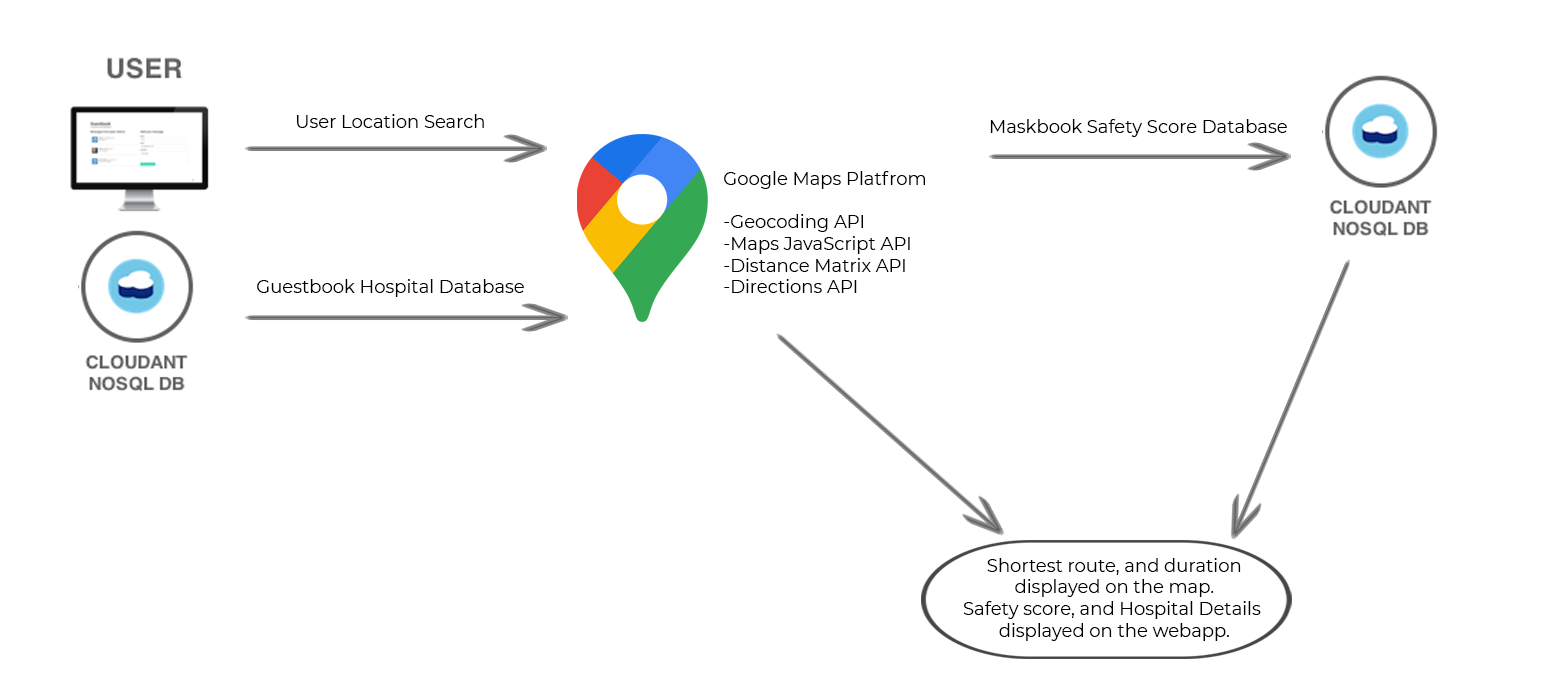 USER
User Location Search
Guestbook Hospital Database
CLOUDANT
NOSQL DB
Google Maps Platfrom
-Geocoding API
-Maps JavaScript API
-Distance Matrix API
-Directions API
Maskbook Safety Score Database
CLOUDANT
NOSQL DB
Shortest route, and duration
displayed on the map.
Safety score, and Hospital Details
displayed on the webapp.